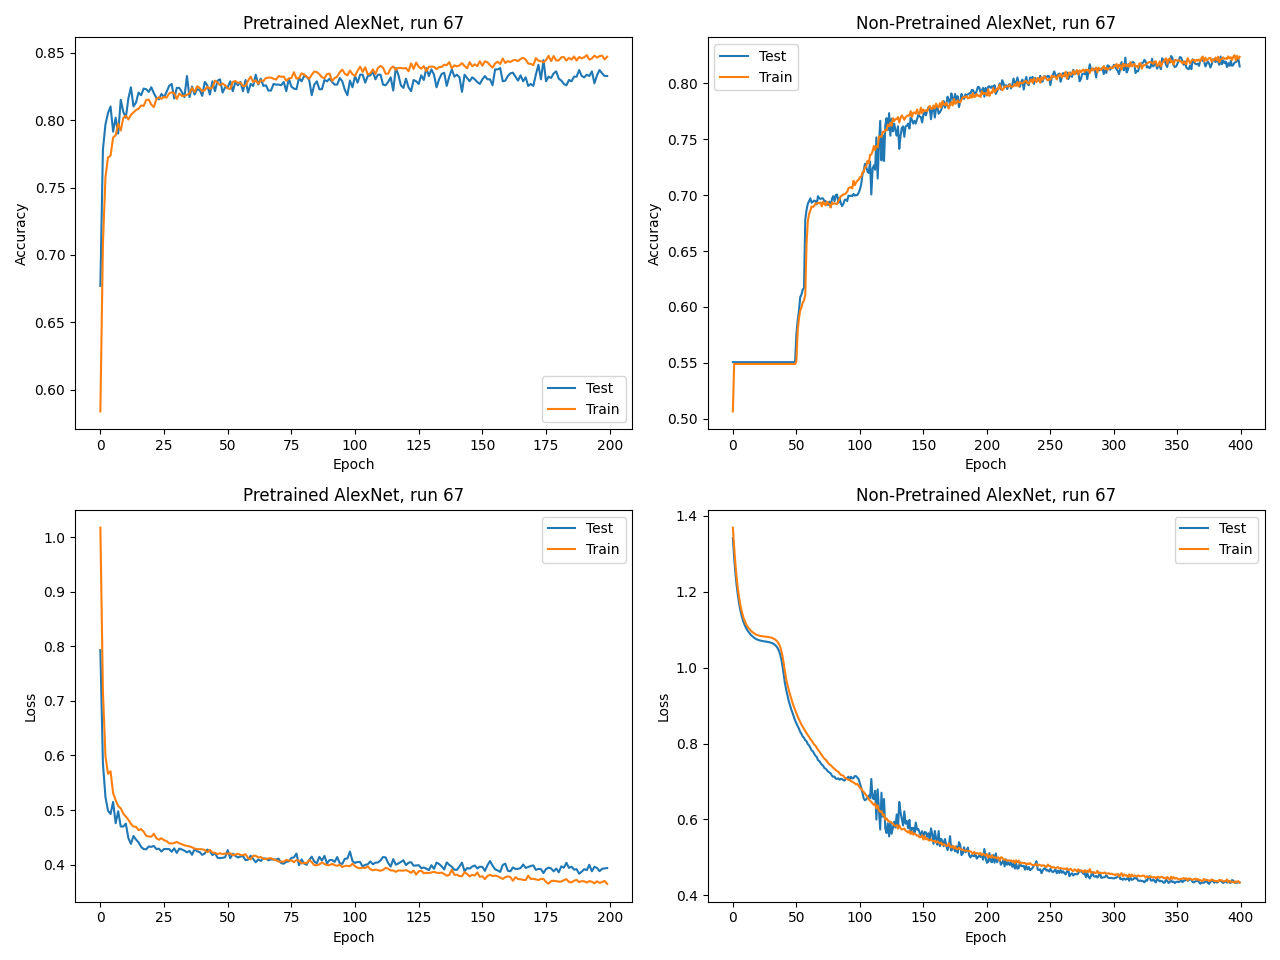 Pretrained AlexNet, run 67
0.85
0.80
0.75
0.70
0.65
0.60
Accuracy
Test
Train
0 25 50 75 100 125 150 175 200
Epoch
Non-Pretrained AlexNet, run 67
Test
Train
0.80
0.75
0.70
0.65
0.60
0.55
0.50
Accuracy
0 50 100 150 200 250 300 350 400
Epoch
Pretrained AlexNet, run 67
Test
Train
1.0
0.9
0.8
0.7
0.6
0.5
0.4
Loss
0 25 50 75 100 125 150 175 200
Epoch
Non-Pretrained AlexNet, run 67
Test
Train
1.4
1.2
1.0
0.8
0.6
0.4
Loss
0 50 100 150 200 250 300 350 400
Epoch